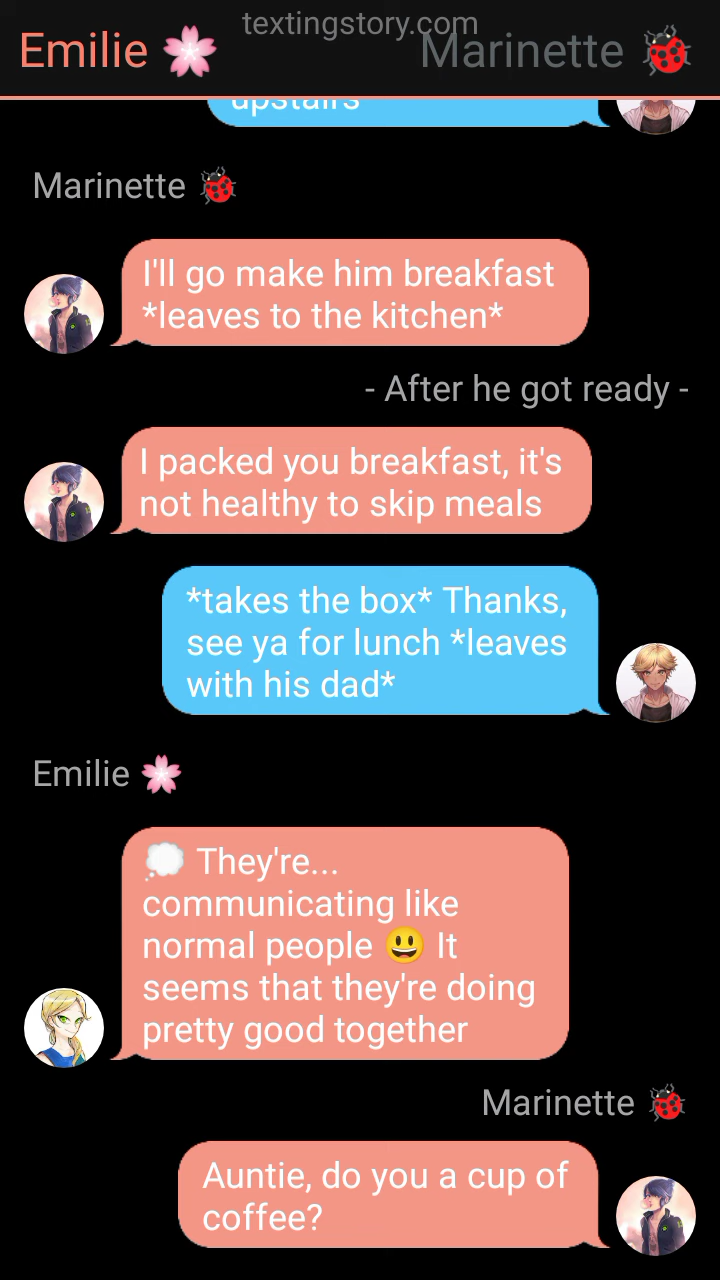 textingstory.com
Emilie 🌸 Marinette 🐞
upstairs
Marinette 🐞
I'll go make him breakfast
*leaves to the kitchen*
- After he got ready -
I packed you breakfast, it's
not healthy to skip meals
*takes the box* Thanks,
see ya for lunch *leaves
with his dad*
Emilie 🌸
💭 They're...
communicating like
normal people 😃 It
seems that they're doing
pretty good together
Marinette 🐞
Auntie, do you a cup of
coffee?